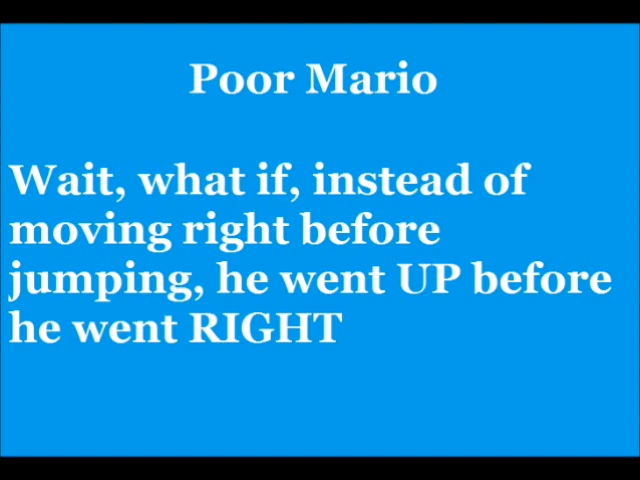 Poor Mario
Wait, what if, instead of
moving right before
jumping, he went UP before
he went RIGHT